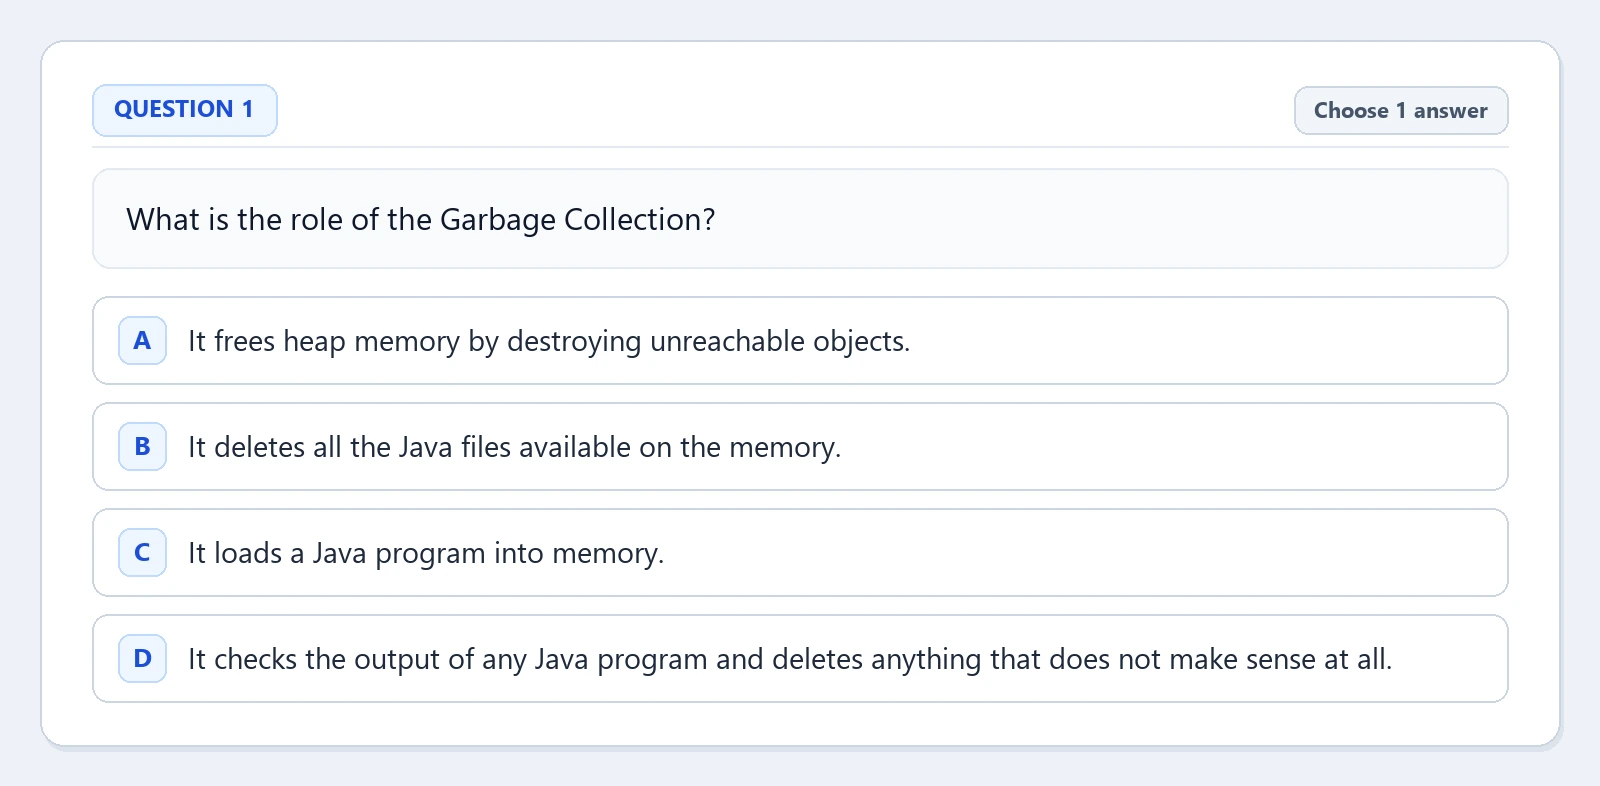 QUESTION 1
Choose 1 answer
What is the role of the Garbage Collection?
A It frees heap memory by destroying unreachable objects.
B It deletes all the Java files available on the memory.
C It loads a Java program into memory.
D It checks the output of any Java program and deletes anything that does not make sense at all.